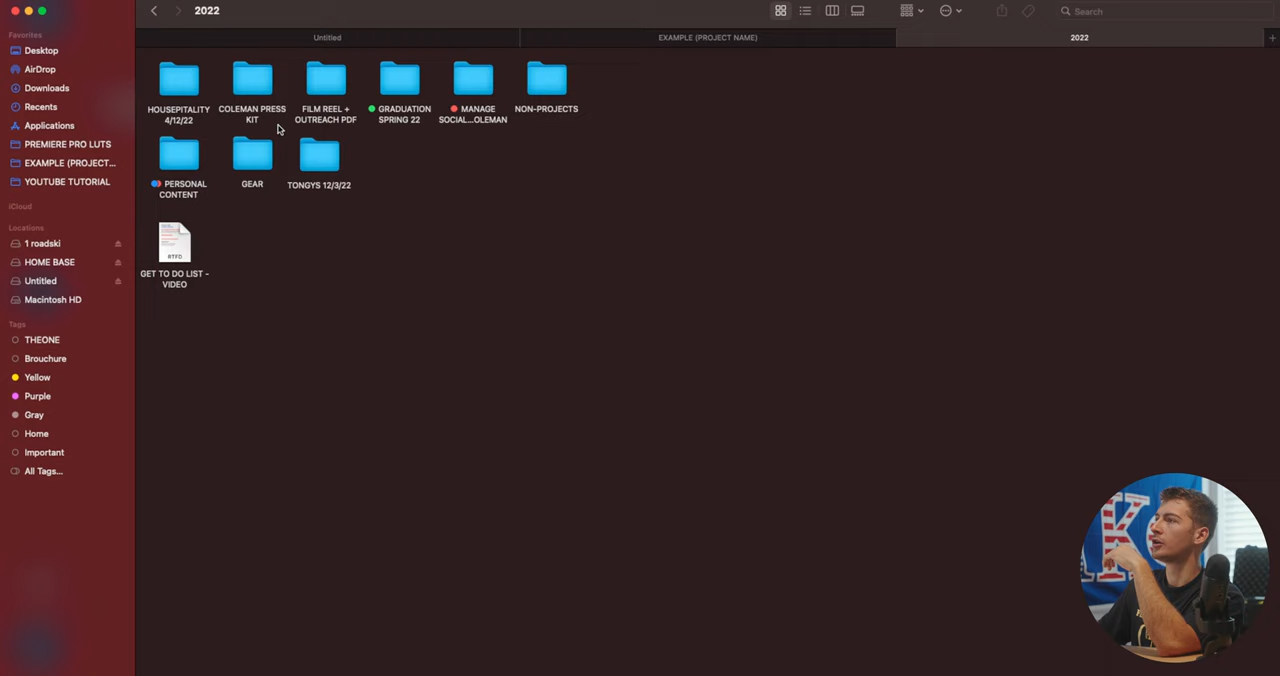 2022
Search
Untitled
EXAMPLE (PROJECT NAME)
2022
Favorites
Desktop
AirDrop
Downloads
Recents
Applications
PREMIERE PRO LUTS
EXAMPLE (PROJECT...
YOUTUBE TUTORIAL
iCloud
Locations
1 roadski
HOME BASE
Untitled
Macintosh HD
Tags
THEONE
Brouchure
Yellow
Purple
Gray
Home
Important
All Tags...
HOUSEPITALITY
4/12/22
COLEMAN PRESS
KIT
FILM REEL +
OUTREACH PDF
GRADUATION
SPRING 22
MANAGE
SOCIAL...OLEMAN
NON-PROJECTS
PERSONAL
CONTENT
GEAR
TONGYS 12/3/22
RTFD
GET TO DO LIST -
VIDEO